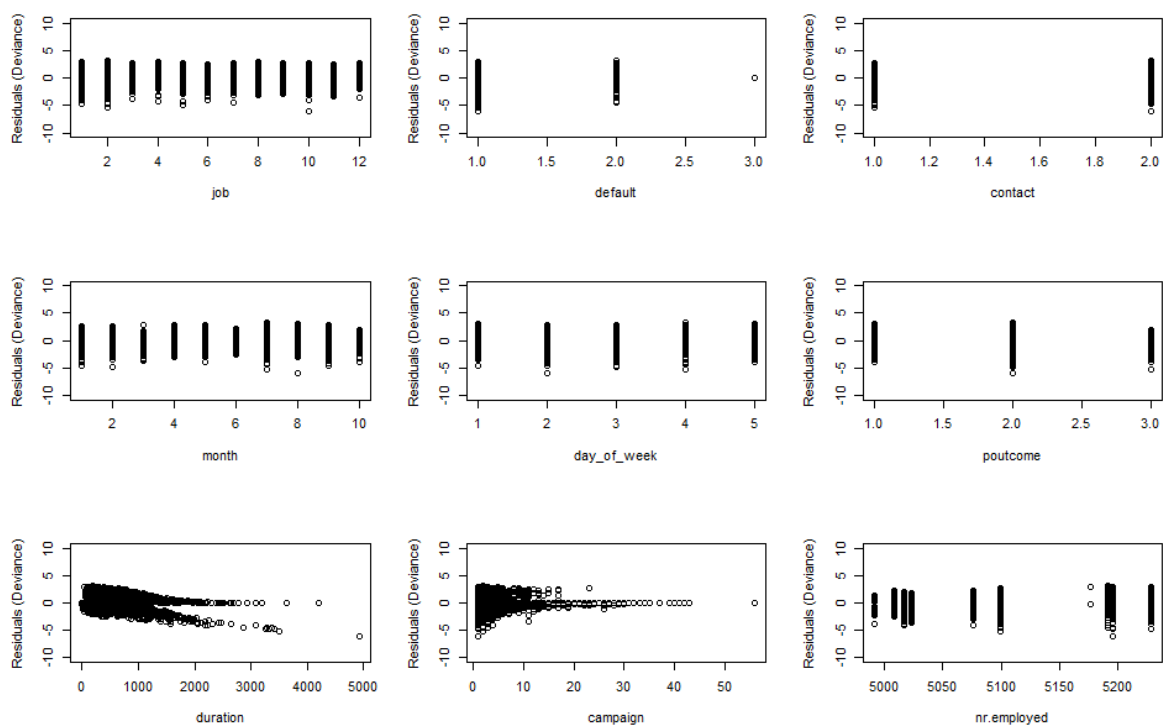 Residuals (Deviance)
10
5
0
-5
-10
2 4 6 8 10 12
job
Residuals (Deviance)
10
5
0
-5
-10
1.0 1.5 2.0 2.5 3.0
default
Residuals (Deviance)
10
5
0
-5
-10
1.0 1.2 1.4 1.6 1.8 2.0
contact
Residuals (Deviance)
10
5
0
-5
-10
2 4 6 8 10
month
Residuals (Deviance)
10
5
0
-5
-10
1 2 3 4 5
day_of_week
Residuals (Deviance)
10
5
0
-5
-10
1.0 1.5 2.0 2.5 3.0
poutcome
Residuals (Deviance)
10
5
0
-5
-10
0 1000 2000 3000 4000 5000
duration
Residuals (Deviance)
10
5
0
-5
-10
0 10 20 30 40 50
campaign
Residuals (Deviance)
10
5
0
-5
-10
5000 5050 5100 5150 5200
nr.employed